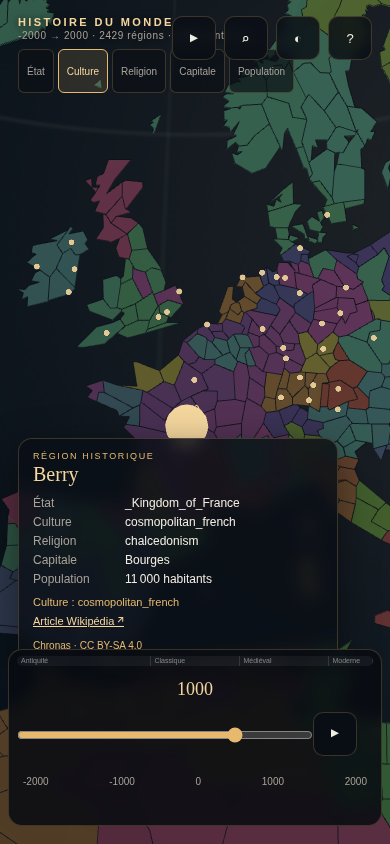 HISTOIRE DU MONDE
-2000 → 2000 · 2429 régions ·
?
État
Culture
Religion
Capitale
Population
RÉGION HISTORIQUE
Berry
État _Kingdom_of_France
Culture cosmopolitan_french
Religion chalcedonism
Capitale Bourges
Population 11 000 habitants
Culture : cosmopolitan_french
Article Wikipédia ↗
Chronas · CC BY-SA 4.0
Antiquité Classique Médiéval Moderne
1000
-2000 -1000 0 1000 2000